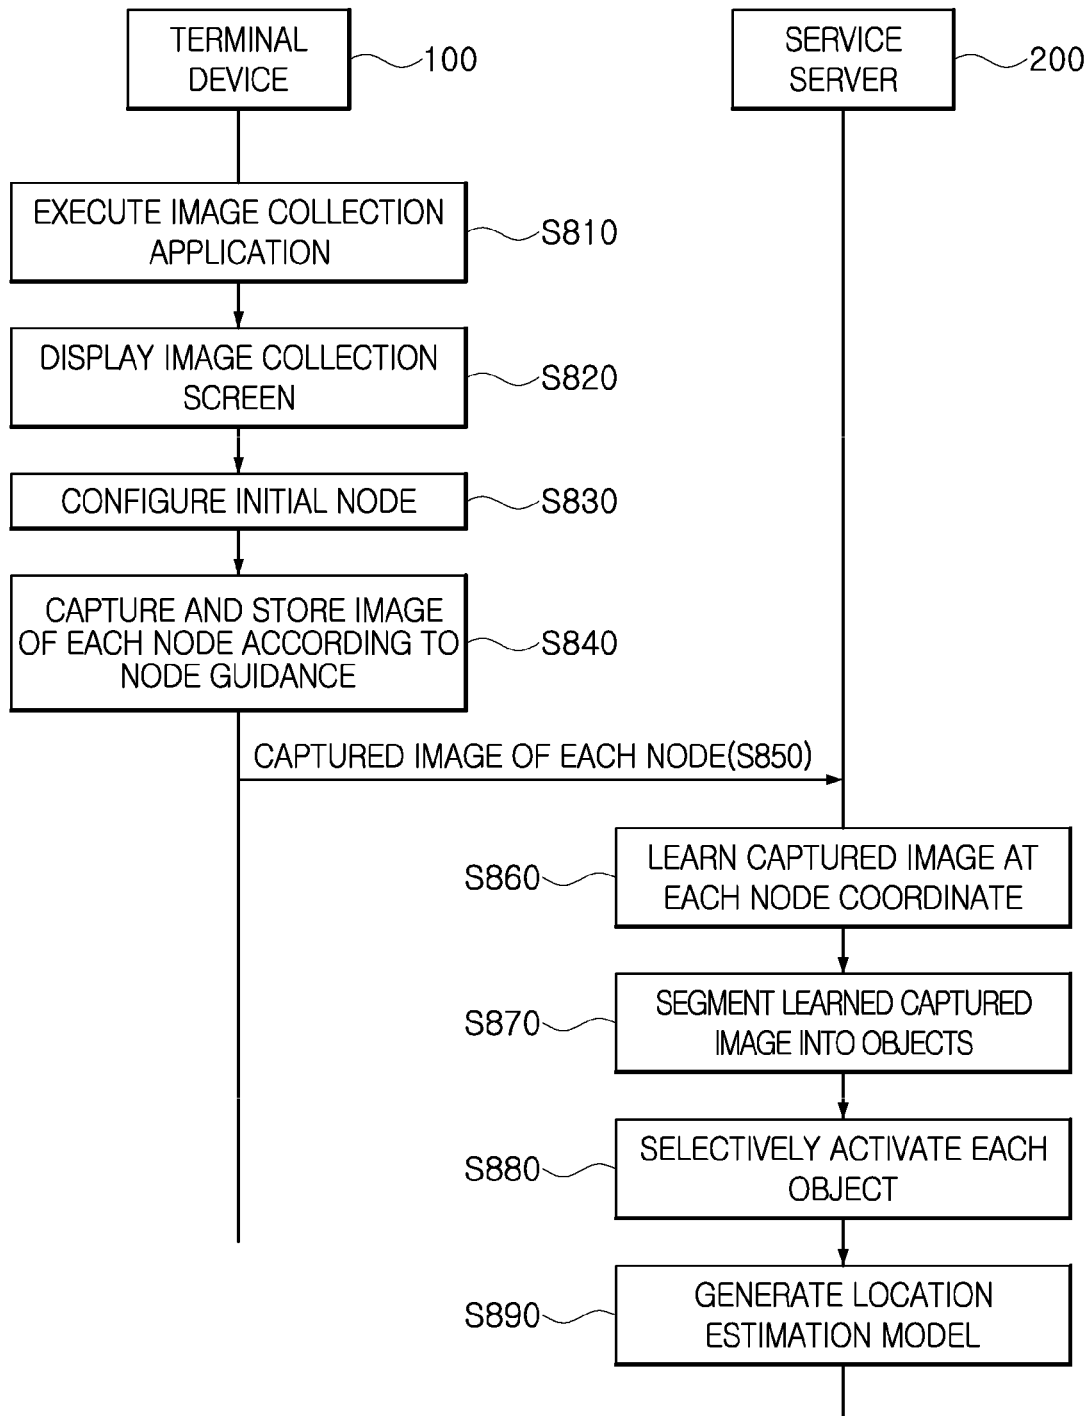 TERMINAL
DEVICE
100
SERVICE
SERVER
200
EXECUTE IMAGE COLLECTION
APPLICATION
S810
DISPLAY IMAGE COLLECTION
SCREEN
S820
CONFIGURE INITIAL NODE
S830
CAPTURE AND STORE IMAGE
OF EACH NODE ACCORDING TO
NODE GUIDANCE
S840
CAPTURED IMAGE OF EACH NODE(S850)
S860
LEARN CAPTURED IMAGE AT
EACH NODE COORDINATE
S870
SEGMENT LEARNED CAPTURED
IMAGE INTO OBJECTS
S880
SELECTIVELY ACTIVATE EACH
OBJECT
S890
GENERATE LOCATION
ESTIMATION MODEL